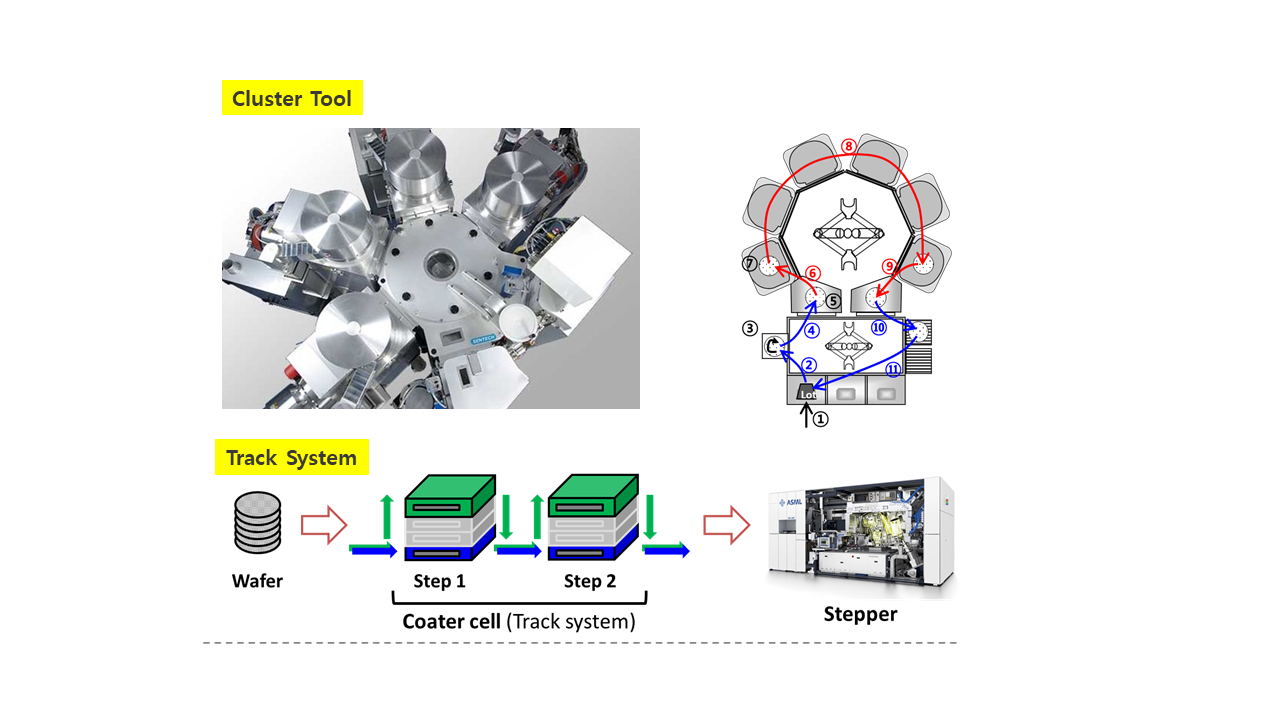 Cluster Tool
SENTECH
⑧
⑦
⑥
⑨
⑤
③
④
⑩
②
⑪
Lot
①
Track System
ASML
Wafer
Step 1
Step 2
Coater cell (Track system)
Stepper